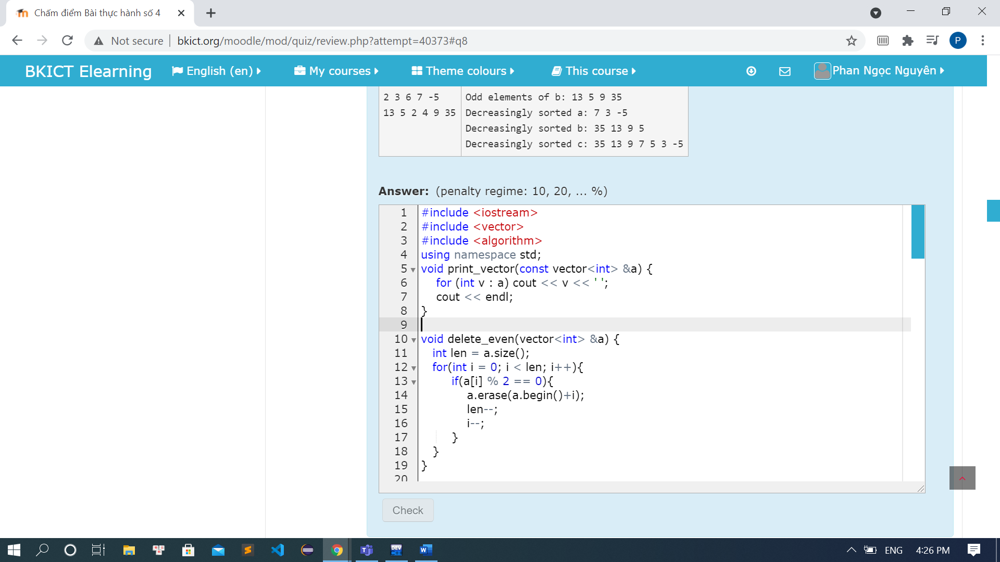 Chấm điểm Bài thực hành số 4
Not secure
bkict.org/moodle/mod/quiz/review.php?attempt=40373#q8
P
BKICT Elearning
English (en)
My courses
Theme colours
This course
Phan Ngọc Nguyên
2 3 6 7 -5
13 5 2 4 9 35
Odd elements of b: 13 5 9 35
Decreasingly sorted a: 7 3 -5
Decreasingly sorted b: 35 13 9 5
Decreasingly sorted c: 35 13 9 7 5 3 -5
Answer: (penalty regime: 10, 20, ... %)
1 #include <iostream>
2 #include <vector>
3 #include <algorithm>
4 using namespace std;
5 void print_vector(const vector<int> &a) {
6 for (int v : a) cout << v << ' ';
7 cout << endl;
8 }
9
10 void delete_even(vector<int> &a) {
11 int len = a.size();
12 for(int i = 0; i < len; i++){
13 if(a[i] % 2 == 0){
14 a.erase(a.begin()+i);
15 len--;
16 i--;
17 }
18 }
19 }
20
Check
DEV
ENG
4:26 PM